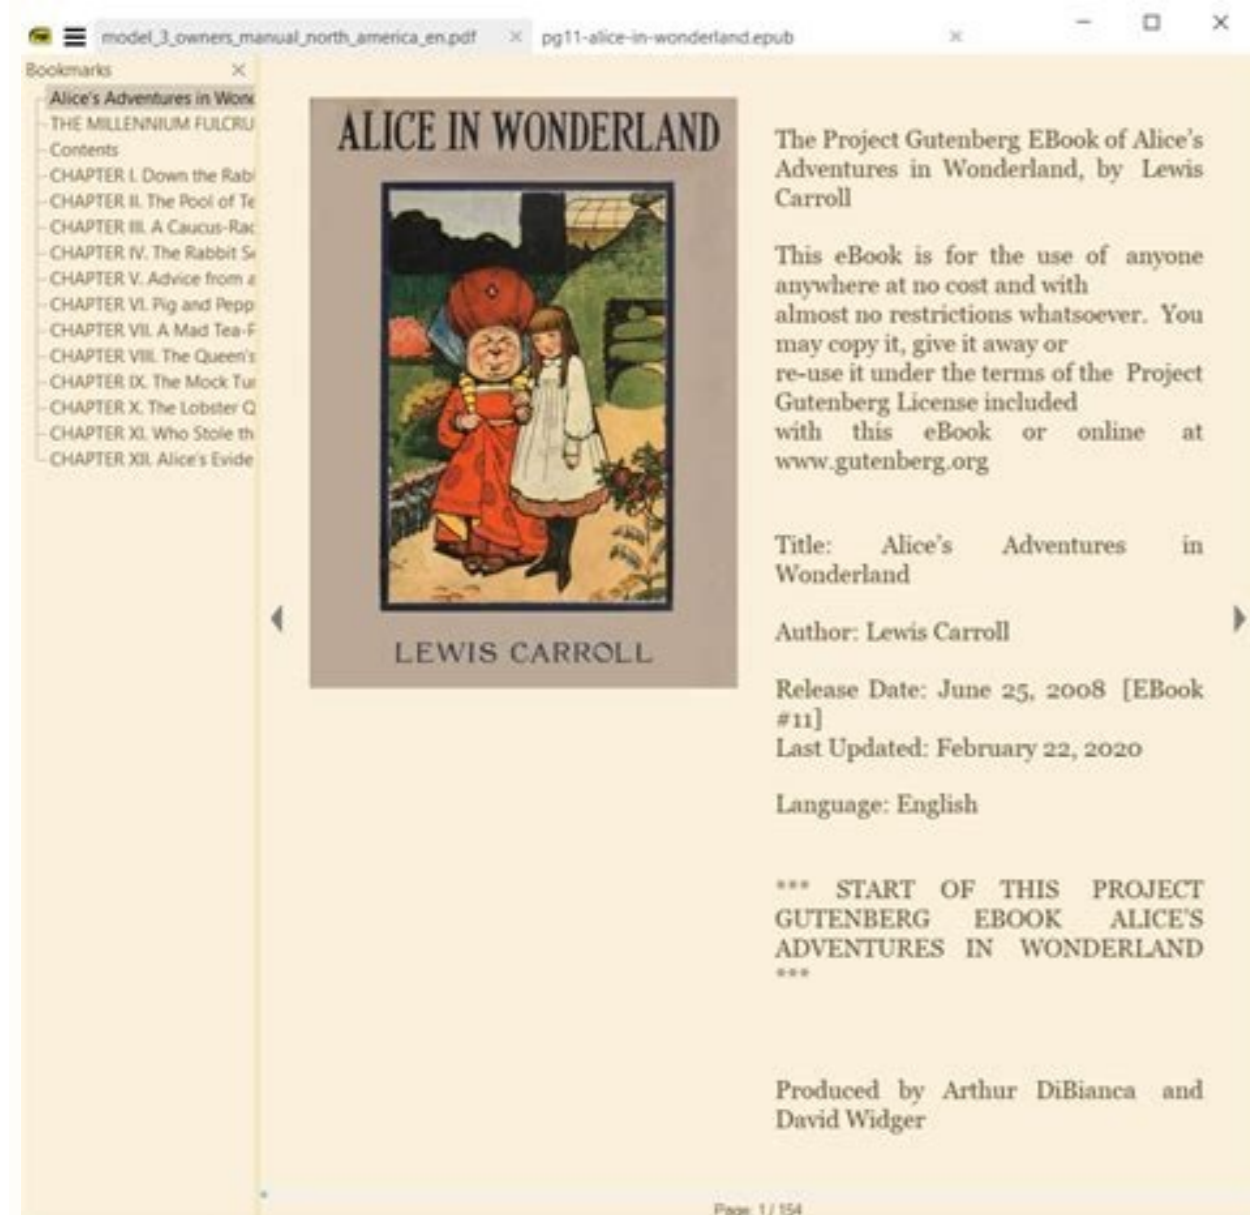 model_3_owners_manual_north_america_en.pdf
pg11-alice-in-wonderland.epub
Bookmarks
Alice's Adventures in Wone
THE MILLENNIUM FULCRU
Contents
CHAPTER I. Down the Rabl
CHAPTER II. The Pool of Te
CHAPTER III. A Caucus-Rac
CHAPTER IV. The Rabbit Se
CHAPTER V. Advice from a
CHAPTER VI. Pig and Pepp
CHAPTER VII. A Mad Tea-P
CHAPTER VIII. The Queen's
CHAPTER IX. The Mock Tur
CHAPTER X. The Lobster Q
CHAPTER XI. Who Stole th
CHAPTER XII. Alice's Evide
ALICE IN WONDERLAND
LEWIS CARROLL
The Project Gutenberg EBook of Alice's
Adventures in Wonderland, by Lewis
Carroll
This eBook is for the use of anyone
anywhere at no cost and with
almost no restrictions whatsoever. You
may copy it, give it away or
re-use it under the terms of the Project
Gutenberg License included
with this eBook or online at
www.gutenberg.org
Title: Alice's Adventures in
Wonderland
Author: Lewis Carroll
Release Date: June 25, 2008 [EBook
#11]
Last Updated: February 22, 2020
Language: English
*** START OF THIS PROJECT
GUTENBERG EBOOK ALICE'S
ADVENTURES IN WONDERLAND
***
Produced by Arthur DiBianca and
David Widger
Page: 1 / 154